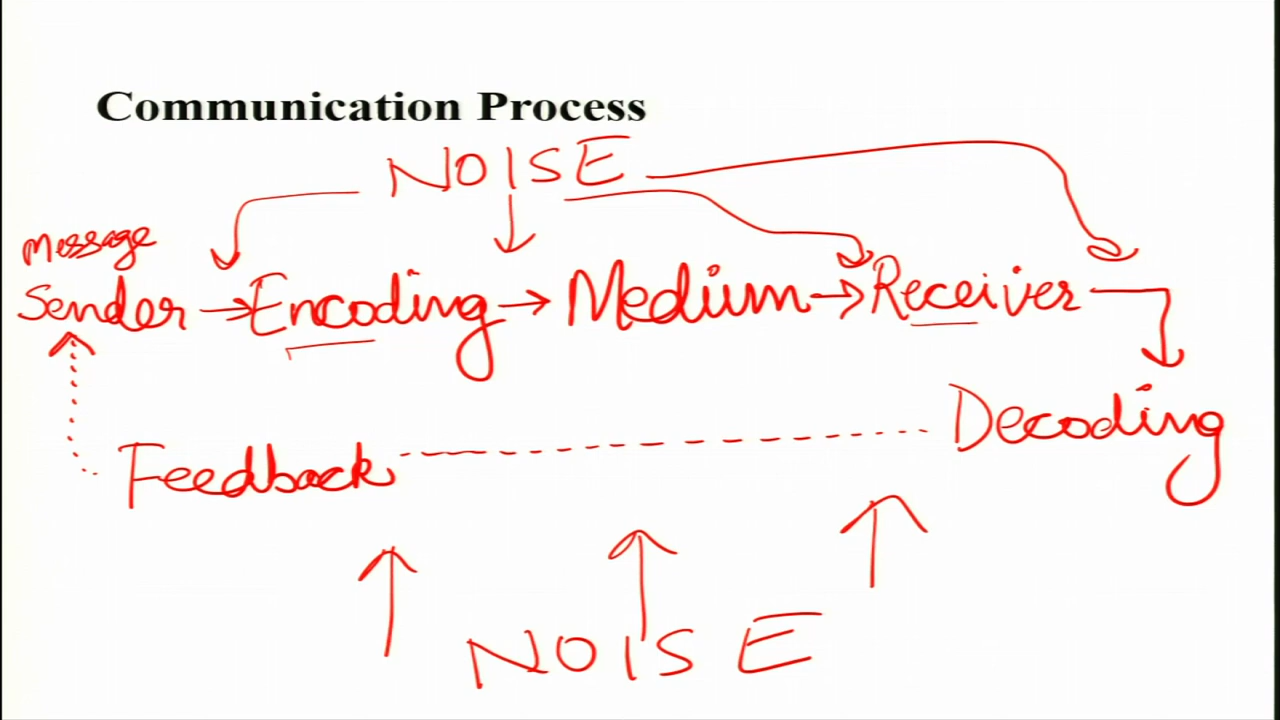 Communication Process
NOISE
Message
Sender → Encoding → Medium → Receiver
Decoding
Feedback
NOISE